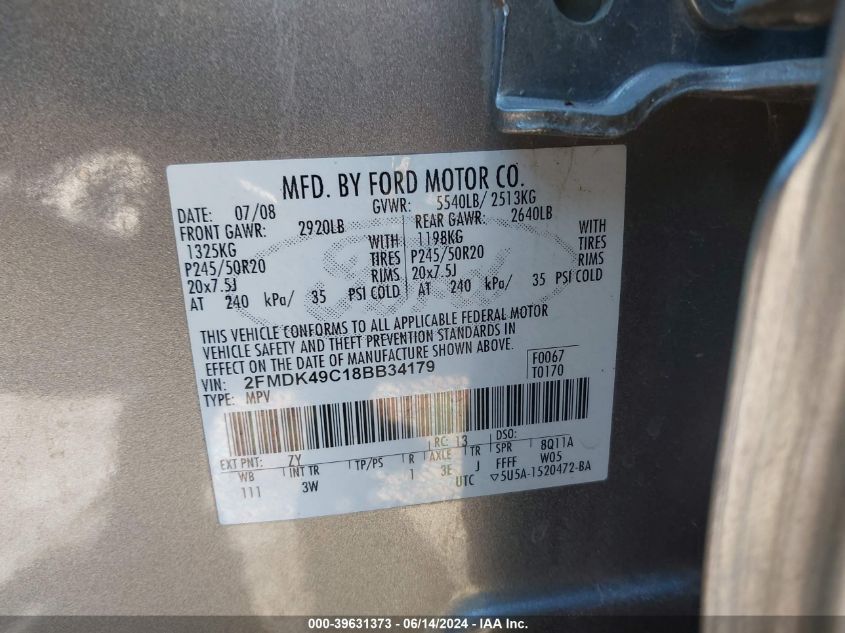 MFD. BY FORD MOTOR CO.
DATE: 07/08 GVWR: 5540LB/ 2513KG
FRONT GAWR: 2920LB REAR GAWR: 2640LB
1325KG WITH 1198KG WITH
P245/50R20 TIRES P245/50R20 TIRES
20x7.5J RIMS 20x7.5J RIMS
AT 240 kPa/ 35 PSI COLD AT 240 kPa/ 35 PSI COLD
THIS VEHICLE CONFORMS TO ALL APPLICABLE FEDERAL MOTOR
VEHICLE SAFETY AND THEFT PREVENTION STANDARDS IN
EFFECT ON THE DATE OF MANUFACTURE SHOWN ABOVE.
VIN: 2FMDK49C18BB34179 F0067
TYPE: MPV T0170
EXT PNT: ZY RC: 13 DSO:
WB INT TR TP/PS R AXLE TR SPR 8Q11A
111 3W 1 3E J FFFF W05
UTC ▽5U5A-1520472-BA
Ford
000-39631373 - 06/14/2024 - IAA Inc.